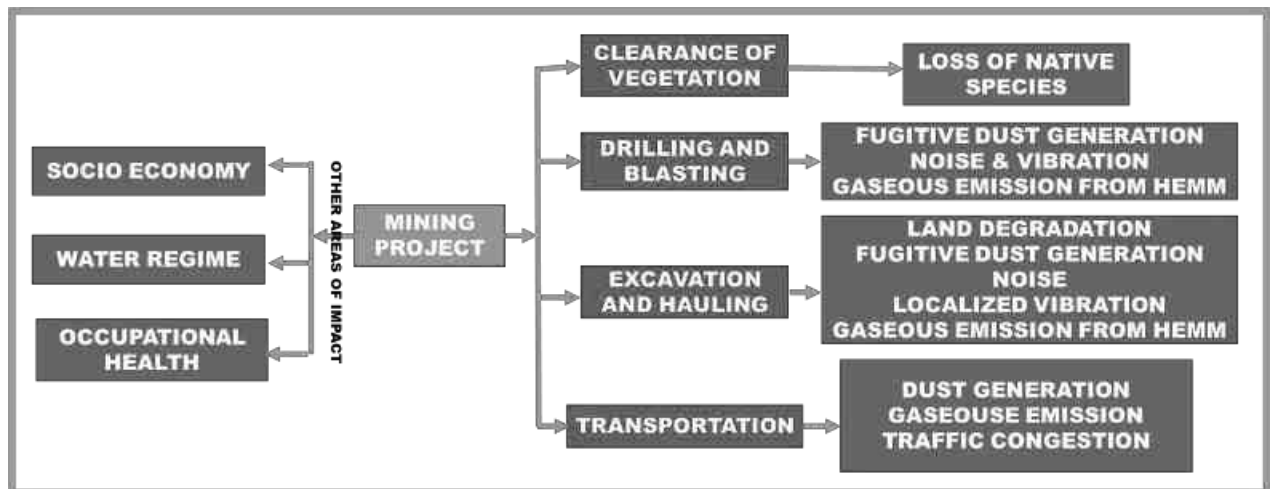 SOCIO ECONOMY
WATER REGIME
OCCUPATIONAL
HEALTH
OTHER AREAS OF IMPACT
MINING
PROJECT
CLEARANCE OF
VEGETATION
LOSS OF NATIVE
SPECIES
DRILLING AND
BLASTING
FUGITIVE DUST GENERATION
NOISE & VIBRATION
GASEOUS EMISSION FROM HEMM
EXCAVATION
AND HAULING
LAND DEGRADATION
FUGITIVE DUST GENERATION
NOISE
LOCALIZED VIBRATION
GASEOUS EMISSION FROM HEMM
TRANSPORTATION
DUST GENERATION
GASEOUSE EMISSION
TRAFFIC CONGESTION